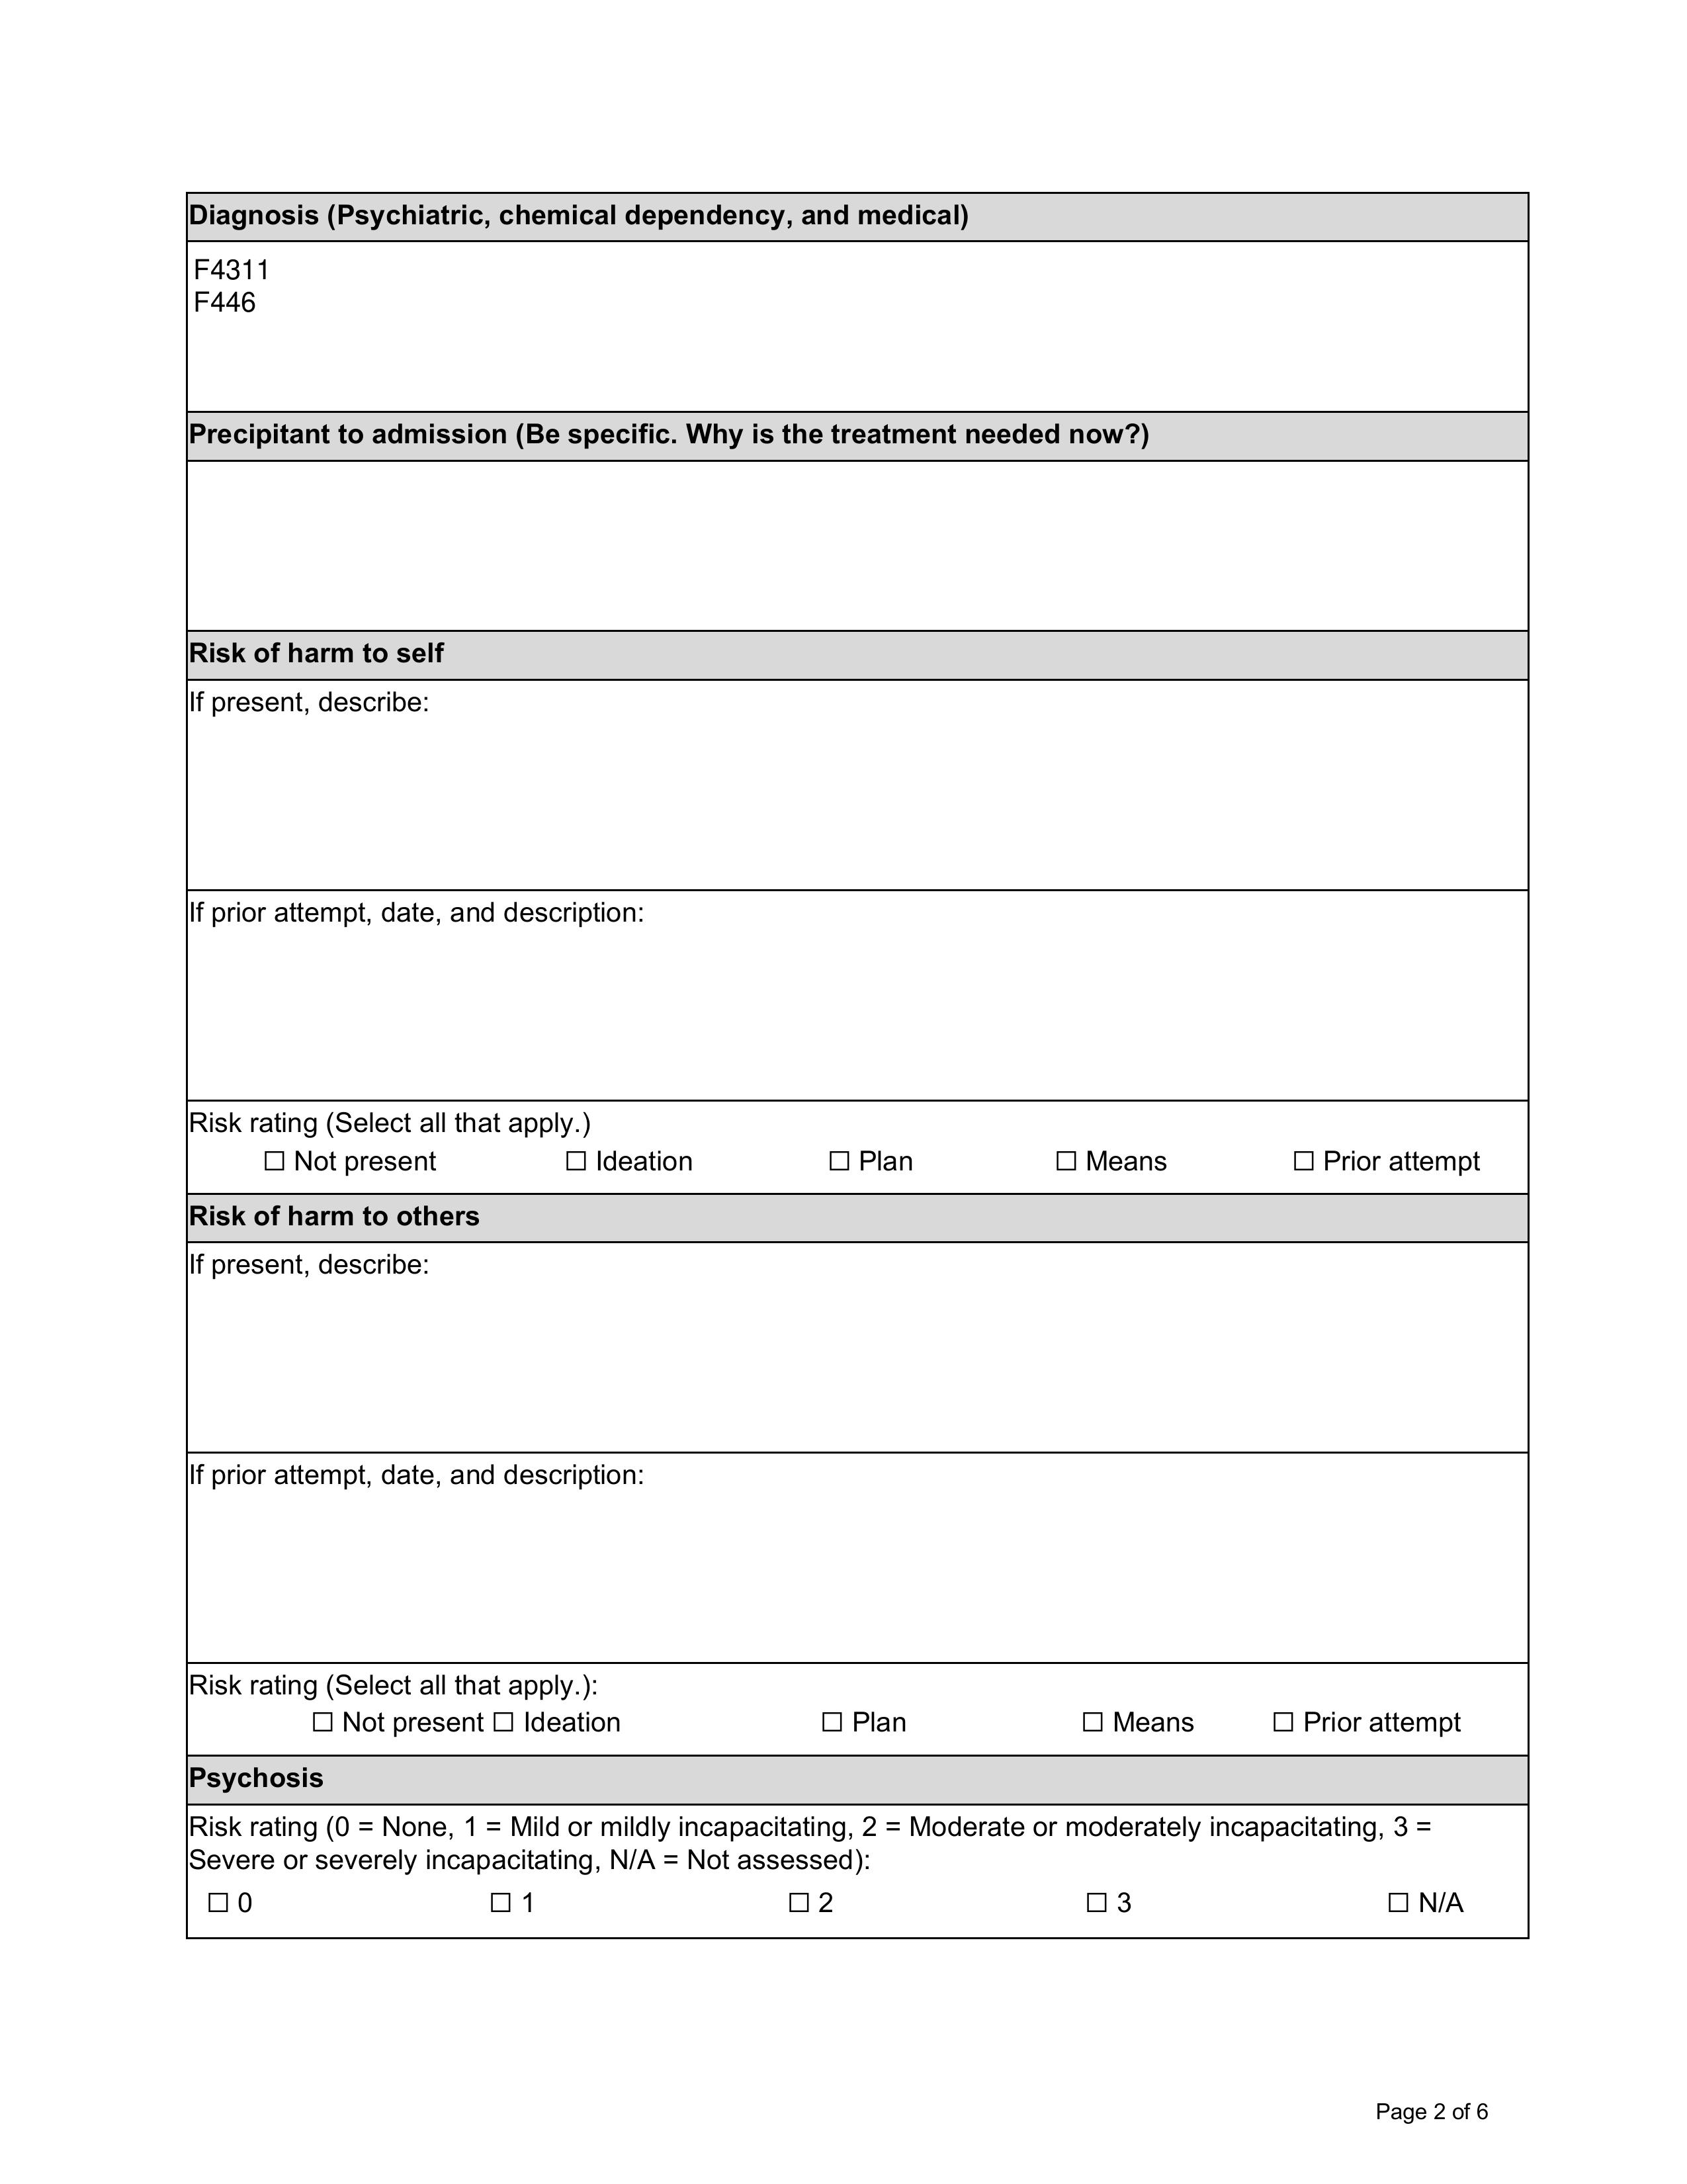 Diagnosis (Psychiatric, chemical dependency, and medical)
F4311
F446
Precipitant to admission (Be specific. Why is the treatment needed now?)
Risk of harm to self
If present, describe:
If prior attempt, date, and description:
Risk rating (Select all that apply.)
☐ Not present ☐ Ideation ☐ Plan ☐ Means ☐ Prior attempt
Risk of harm to others
If present, describe:
If prior attempt, date, and description:
Risk rating (Select all that apply.):
☐ Not present ☐ Ideation ☐ Plan ☐ Means ☐ Prior attempt
Psychosis
Risk rating (0 = None, 1 = Mild or mildly incapacitating, 2 = Moderate or moderately incapacitating, 3 =
Severe or severely incapacitating, N/A = Not assessed):
☐ 0 ☐ 1 ☐ 2 ☐ 3 ☐ N/A
Page 2 of 6